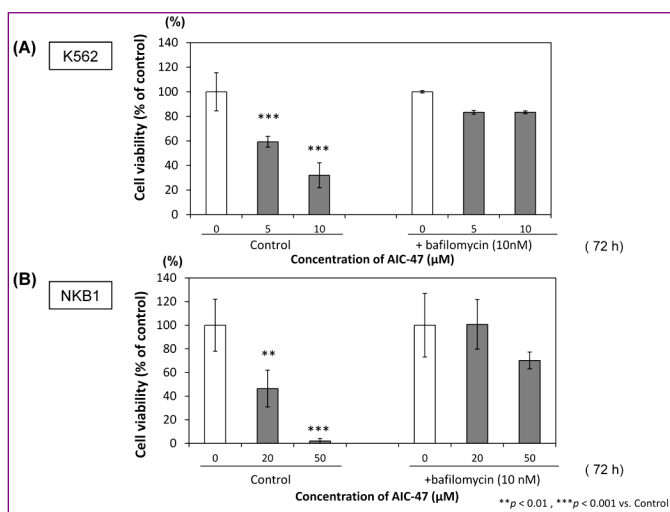 (A)
K562
(%)
Cell viability (% of control)
140
120
100
80
60
40
20
0
***
***
0 5 10 0 5 10
Control + bafilomycin (10nM)
( 72 h)
Concentration of AIC-47 (μM)
(B)
NKB1
(%)
Cell viability (% of control)
140
120
100
80
60
40
20
0
**
***
0 20 50 0 20 50
Control +bafilomycin (10 nM)
( 72 h)
Concentration of AIC-47 (μM)
**p < 0.01 , ***p < 0.001 vs. Control